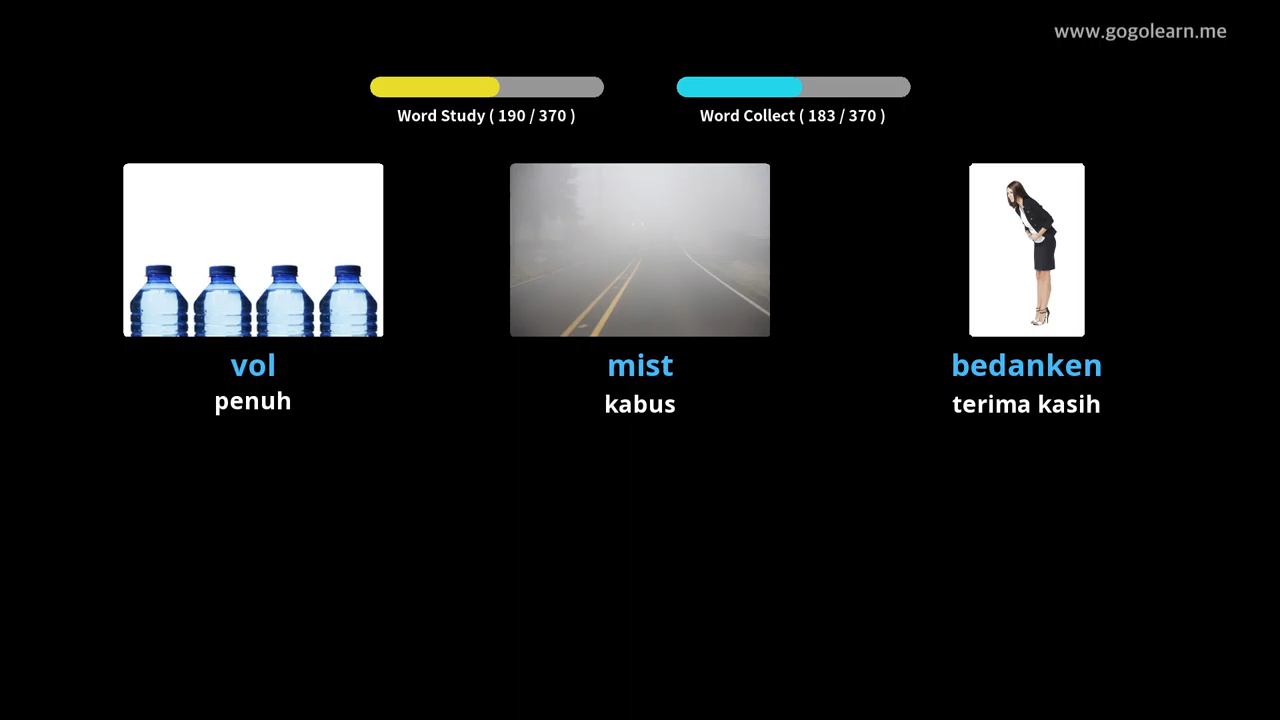 www.gogolearn.me
Word Study ( 190 / 370 )
Word Collect ( 183 / 370 )
vol
penuh
mist
kabus
bedanken
terima kasih